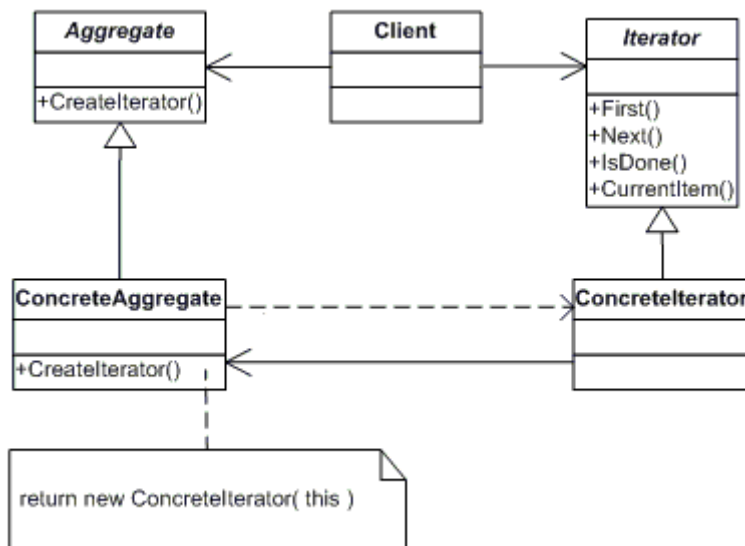 Aggregate
+CreateIterator()
Client
Iterator
+First()
+Next()
+IsDone()
+CurrentItem()
ConcreteAggregate
+CreateIterator()
ConcreteIterator
return new ConcreteIterator( this )